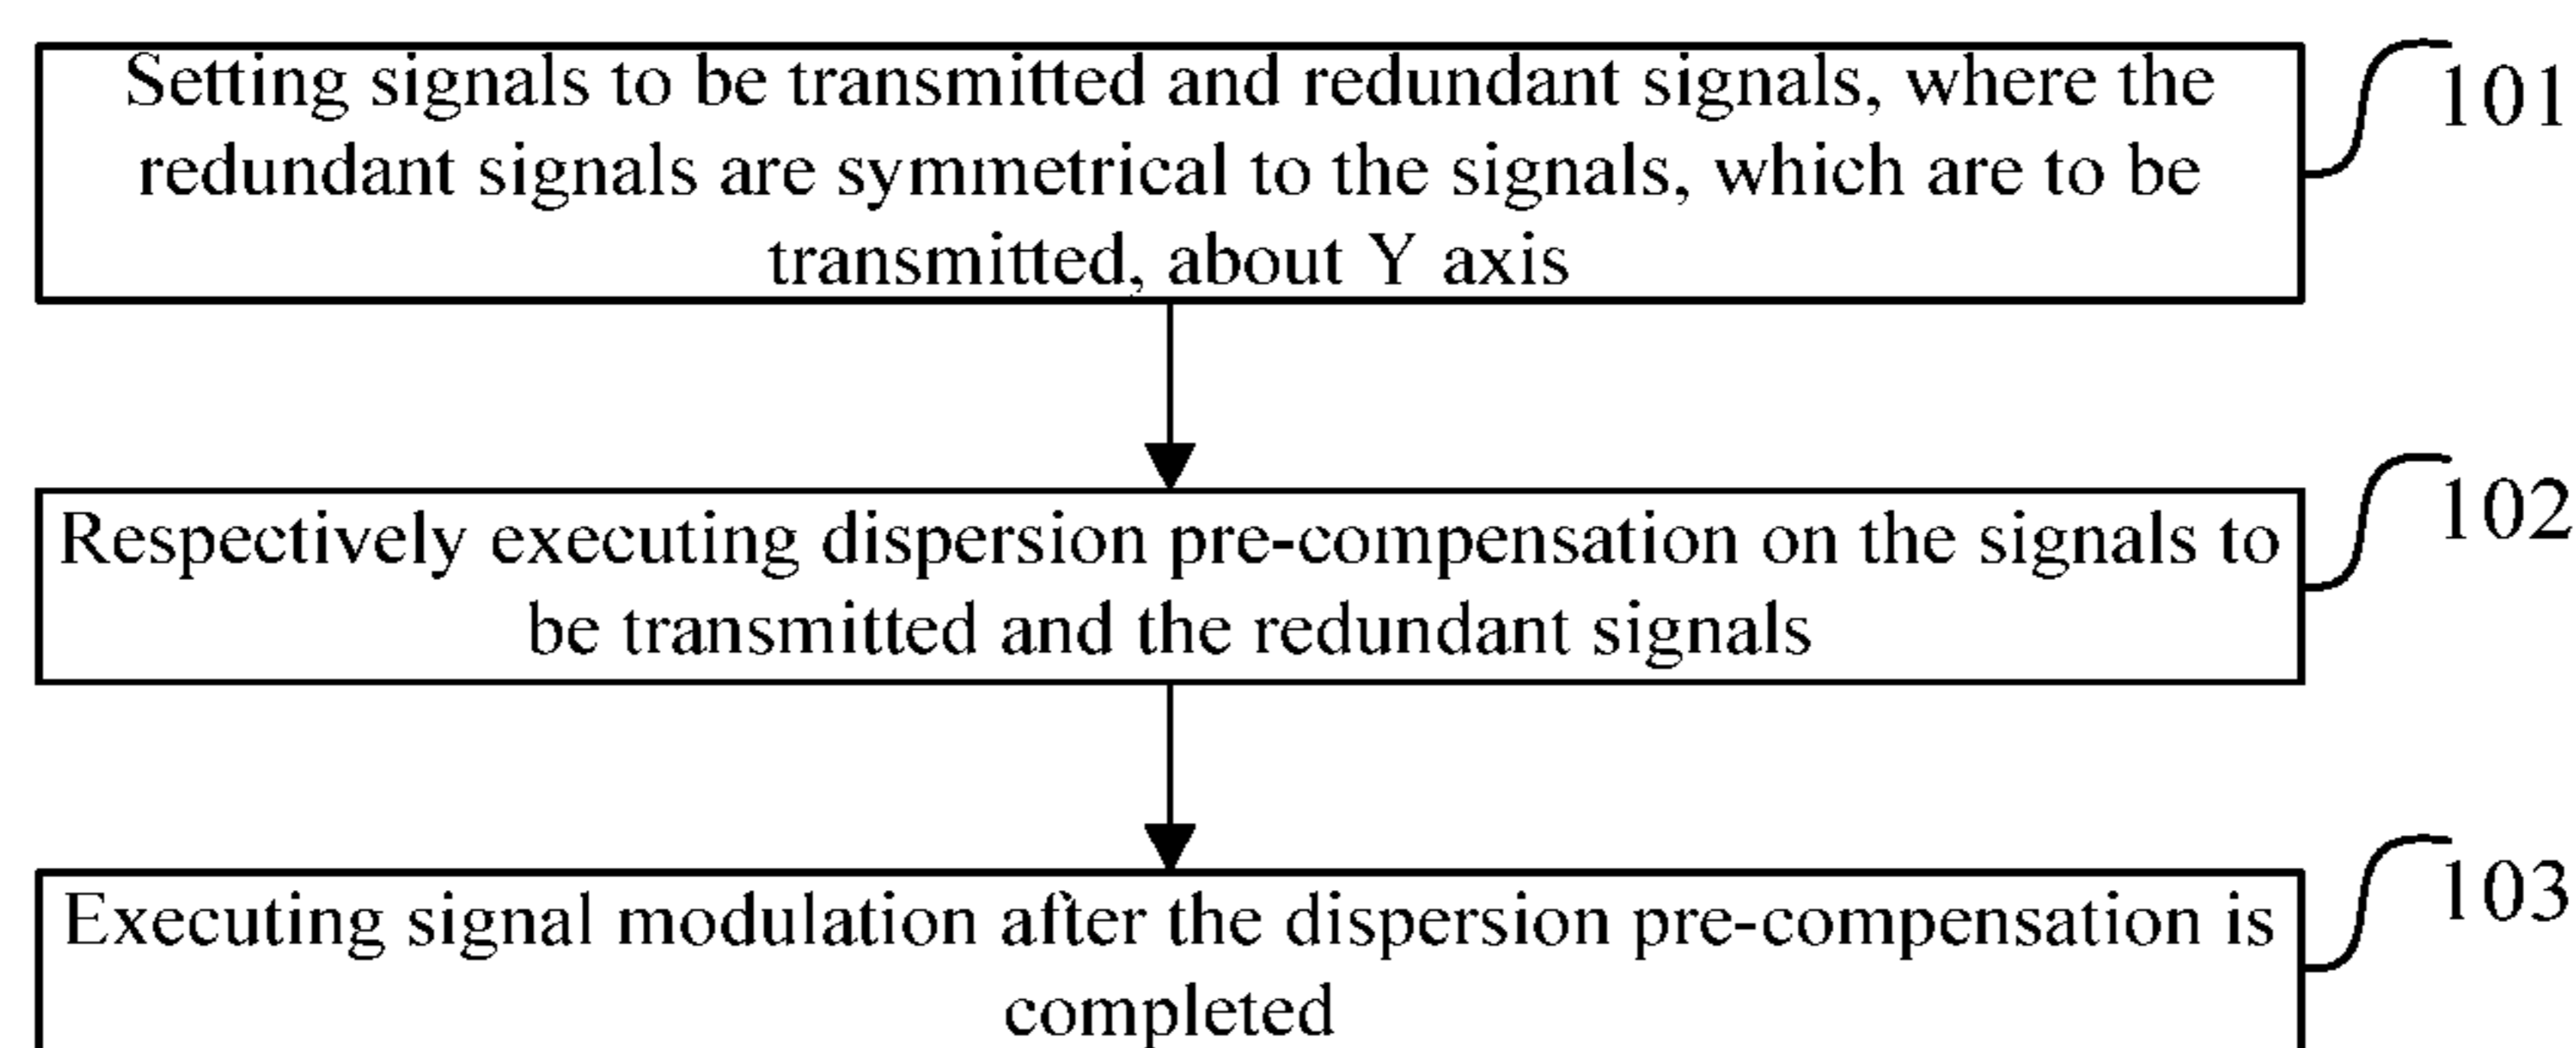 Setting signals to be transmitted and redundant signals, where the
redundant signals are symmetrical to the signals, which are to be
transmitted, about Y axis
101
Respectively executing dispersion pre-compensation on the signals to
be transmitted and the redundant signals
102
Executing signal modulation after the dispersion pre-compensation is
completed
103